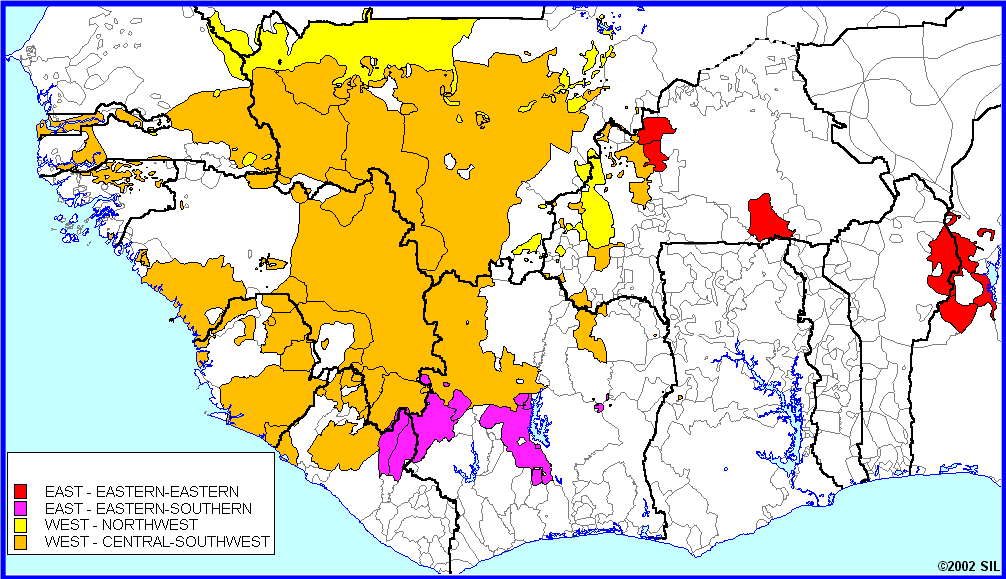 EAST - EASTERN-EASTERN
EAST - EASTERN-SOUTHERN
WEST - NORTHWEST
WEST - CENTRAL-SOUTHWEST
©2002 SIL